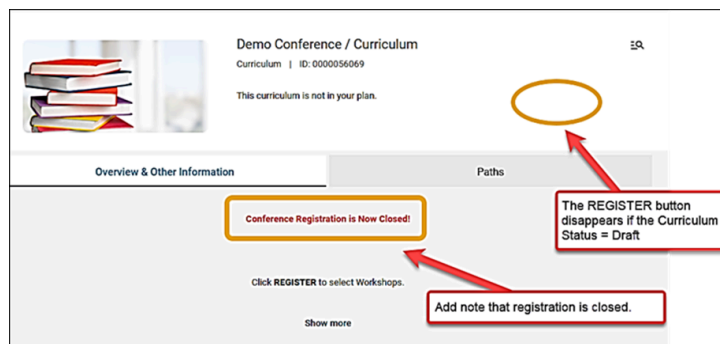 Demo Conference / Curriculum
Curriculum | ID: 0000056069
This curriculum is not in your plan.
Overview & Other Information
Paths
The REGISTER button
disappears if the Curriculum
Status = Draft
Conference Registration is Now Closed!
Click REGISTER to select Workshops.
Add note that registration is closed.
Show more